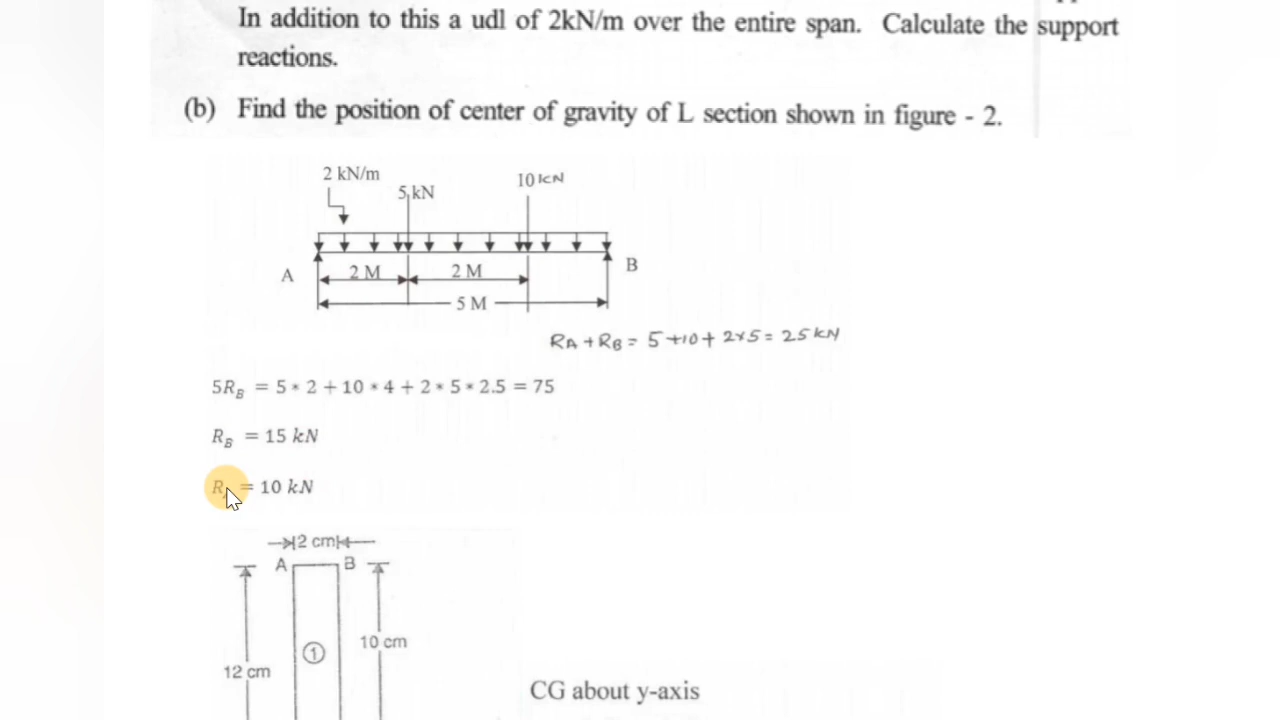 In addition to this a udl of 2kN/m over the entire span. Calculate the support
reactions.
(b) Find the position of center of gravity of L section shown in figure - 2.
2 kN/m
5 kN
10 KN
A
2 M
2 M
B
5 M
RA + RB = 5+10+ 2×5 = 25 kN
5R_B = 5 * 2 + 10 * 4 + 2 * 5 * 2.5 = 75
R_B = 15 kN
R = 10 kN
2 cm
A B
1
10 cm
12 cm
CG about y-axis